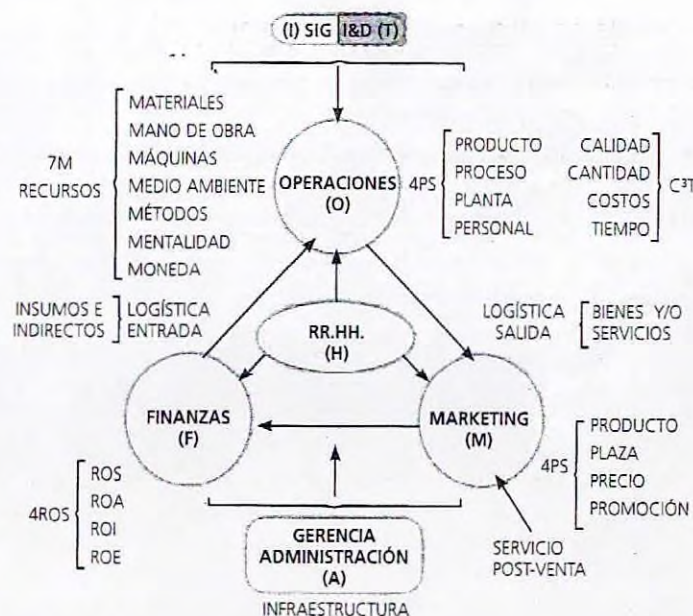 (I) SIG I&D (T)
7M
RECURSOS
MATERIALES
MANO DE OBRA
MÁQUINAS
MEDIO AMBIENTE
MÉTODOS
MENTALIDAD
MONEDA
OPERACIONES
(O)
4PS
PRODUCTO
PROCESO
PLANTA
PERSONAL
CALIDAD
CANTIDAD
COSTOS
TIEMPO
C³T
INSUMOS E
INDIRECTOS
LOGÍSTICA
ENTRADA
RR.HH.
(H)
LOGÍSTICA
SALIDA
BIENES Y/O
SERVICIOS
FINANZAS
(F)
MARKETING
(M)
4PS
PRODUCTO
PLAZA
PRECIO
PROMOCIÓN
4ROS
ROS
ROA
ROI
ROE
GERENCIA
ADMINISTRACIÓN
(A)
INFRAESTRUCTURA
SERVICIO
POST-VENTA